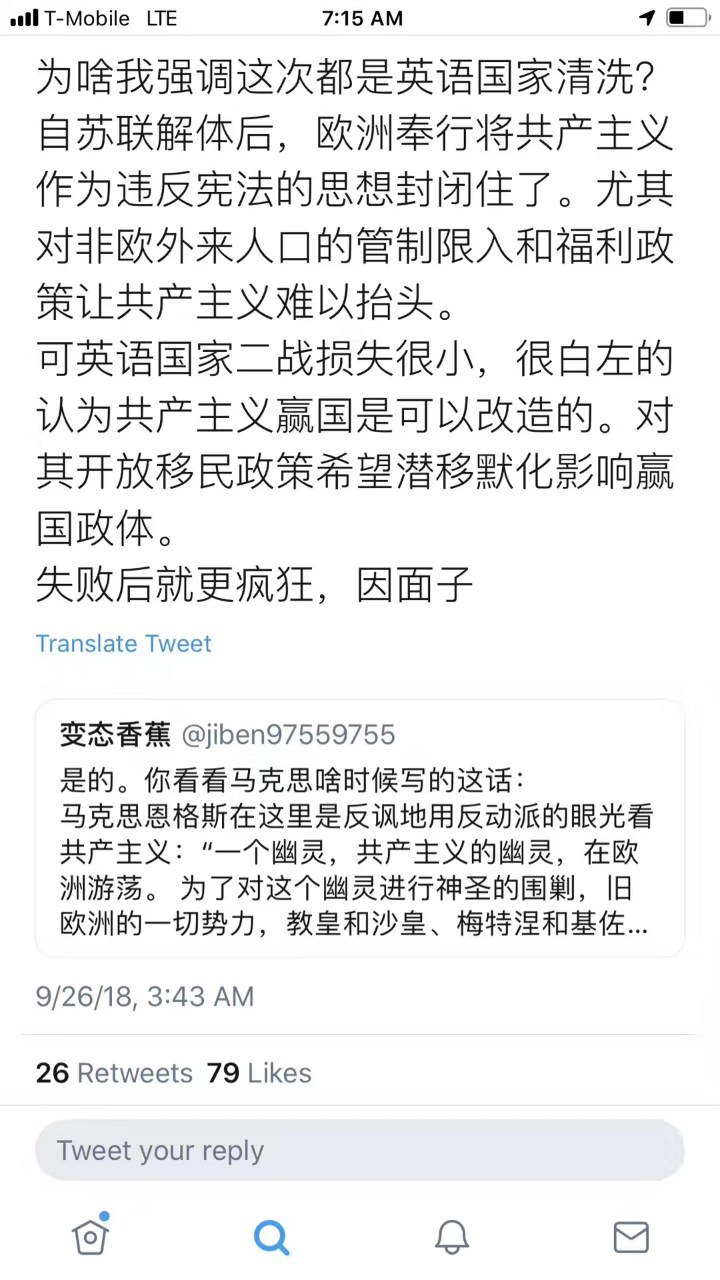 T-Mobile LTE 7:15 AM
为啥我强调这次都是英语国家清洗?
自苏联解体后，欧洲奉行将共产主义
作为违反宪法的思想封闭住了。尤其
对非欧外来人口的管制限入和福利政
策让共产主义难以抬头。
可英语国家二战损失很小，很白左的
认为共产主义赢国是可以改造的。对
其开放移民政策希望潜移默化影响赢
国政体。
失败后就更疯狂，因面子
Translate Tweet
变态香蕉 @jiben97559755
是的。你看看马克思啥时候写的这话：
马克思恩格斯在这里是反讽地用反动派的眼光看
共产主义：“一个幽灵，共产主义的幽灵，在欧
洲游荡。 为了对这个幽灵进行神圣的围剿，旧
欧洲的一切势力，教皇和沙皇、梅特涅和基佐...
9/26/18, 3:43 AM
26 Retweets 79 Likes
Tweet your reply